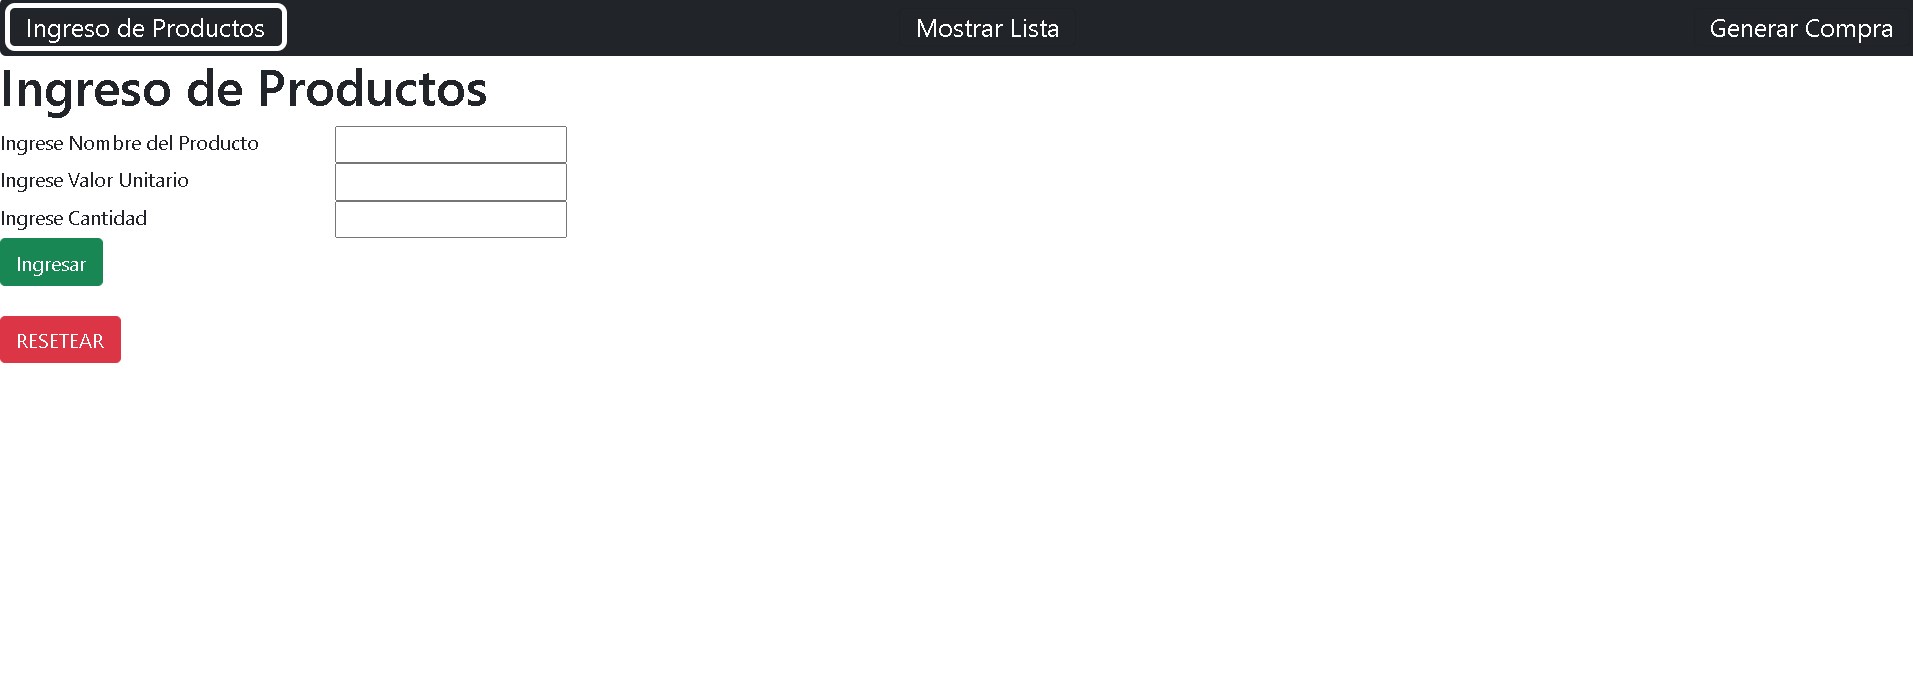 Ingreso de Productos Mostrar Lista Generar Compra
Ingreso de Productos
Ingrese Nombre del Producto
Ingrese Valor Unitario
Ingrese Cantidad
Ingresar
RESETEAR